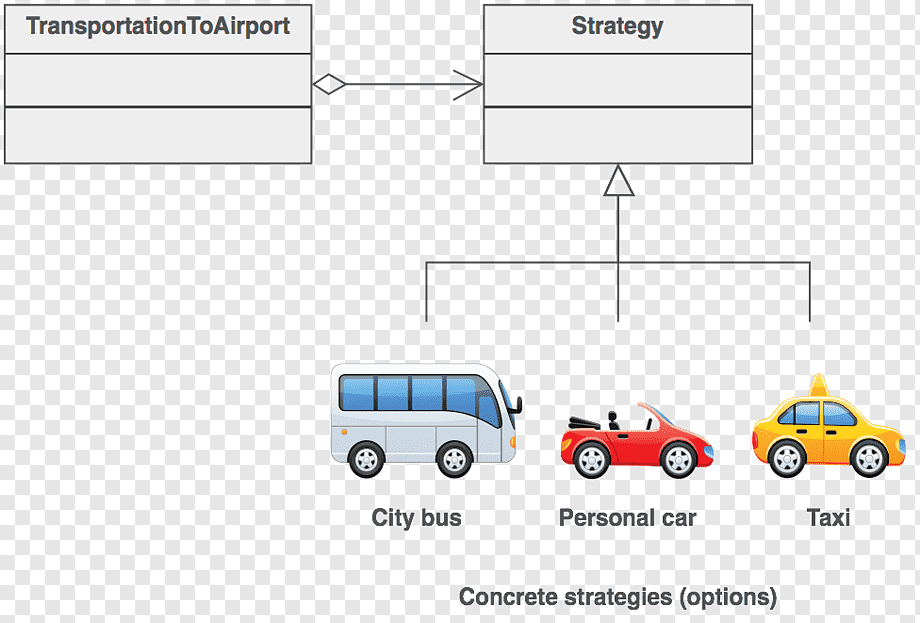 TransportationToAirport
Strategy
City bus
Personal car
Taxi
Concrete strategies (options)